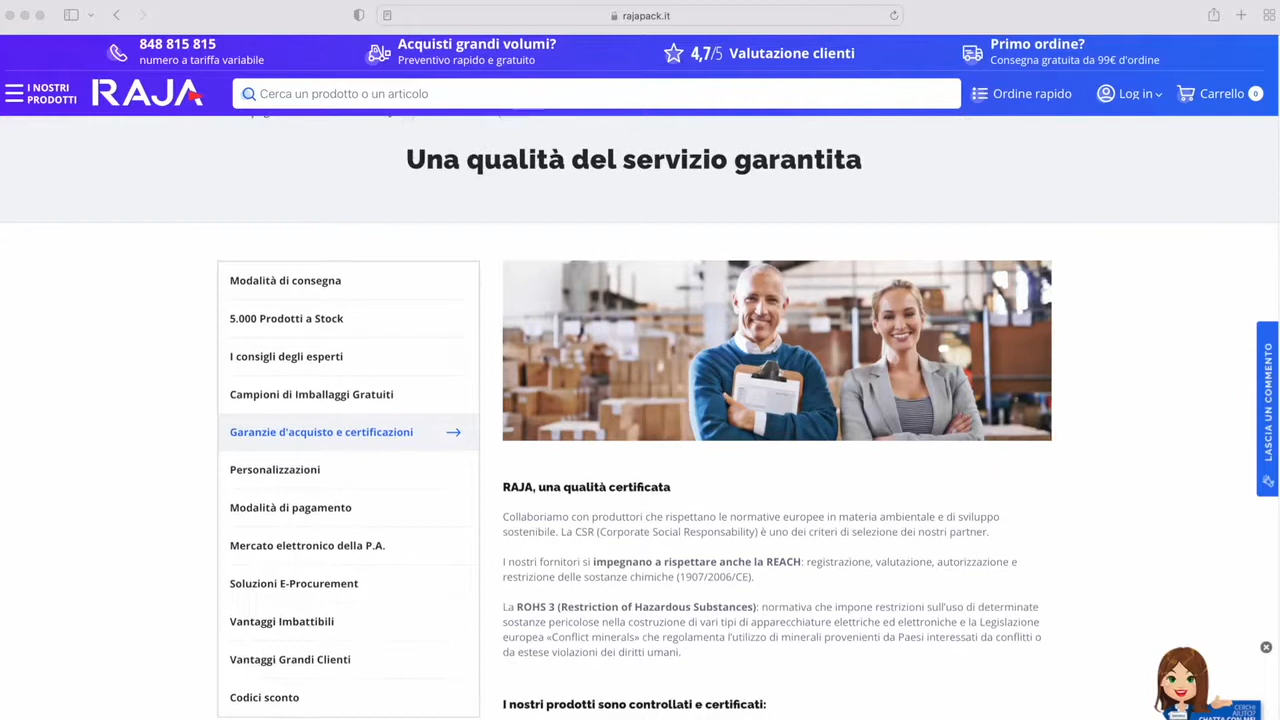 rajapack.it
848 815 815
numero a tariffa variabile
Acquisti grandi volumi?
Preventivo rapido e gratuito
4,7/5 Valutazione clienti
Primo ordine?
Consegna gratuita da 99€ d'ordine
I NOSTRI
PRODOTTI
RAJA
Cerca un prodotto o un articolo
Ordine rapido
Log in
Carrello 0
Una qualità del servizio garantita
Modalità di consegna
5.000 Prodotti a Stock
I consigli degli esperti
Campioni di Imballaggi Gratuiti
Garanzie d'acquisto e certificazioni
Personalizzazioni
Modalità di pagamento
Mercato elettronico della P.A.
Soluzioni E-Procurement
Vantaggi Imbattibili
Vantaggi Grandi Clienti
Codici sconto
RAJA, una qualità certificata
Collaboriamo con produttori che rispettano le normative europee in materia ambientale e di sviluppo
sostenibile. La CSR (Corporate Social Responsability) è uno dei criteri di selezione dei nostri partner.
I nostri fornitori si impegnano a rispettare anche la REACH: registrazione, valutazione, autorizzazione e
restrizione delle sostanze chimiche (1907/2006/CE).
La ROHS 3 (Restriction of Hazardous Substances): normativa che impone restrizioni sull'uso di determinate
sostanze pericolose nella costruzione di vari tipi di apparecchiature elettriche ed elettroniche e la Legislazione
europea «Conflict minerals» che regolamenta l'utilizzo di minerali provenienti da Paesi interessati da conflitti o
da estese violazioni dei diritti umani.
I nostri prodotti sono controllati e certificati:
LASCIA UN COMMENTO
CERCHI
AIUTO?
CHATTA CON ME!